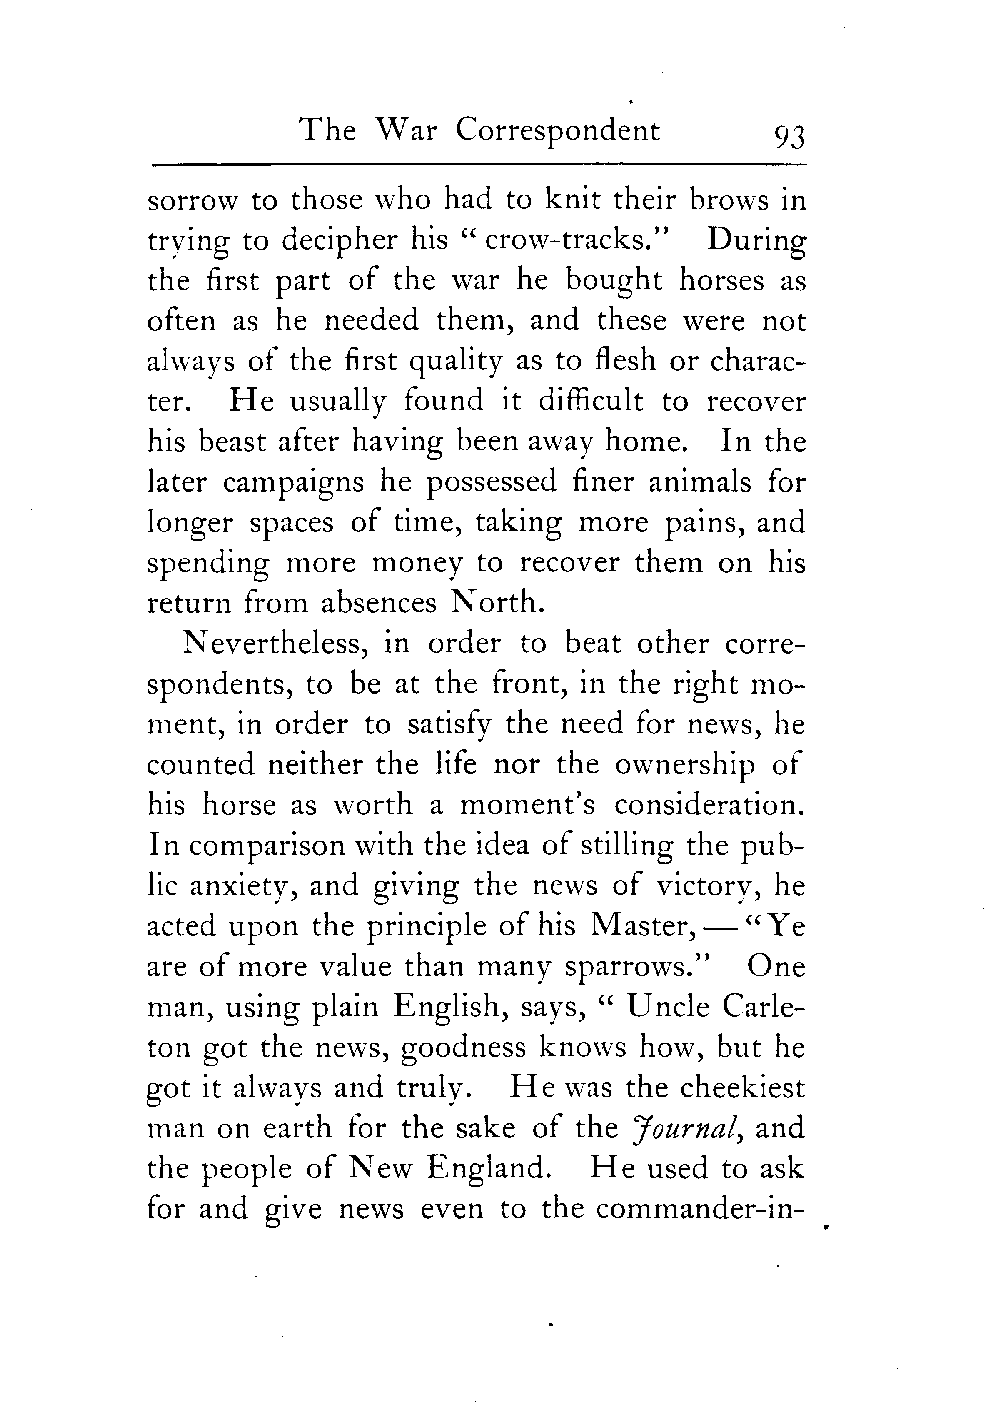 The War Correspondent 93
sorrow to those who had to knit their brows in
trying to decipher his “ crow-tracks.” During
the first part of the war he bought horses as
often as he needed them, and these were not
always of the first quality as to flesh or charac-
ter. He usually found it difficult to recover
his beast after having been away home. In the
later campaigns he possessed finer animals for
longer spaces of time, taking more pains, and
spending more money to recover them on his
return from absences North.
Nevertheless, in order to beat other corre-
spondents, to be at the front, in the right mo-
ment, in order to satisfy the need for news, he
counted neither the life nor the ownership of
his horse as worth a moment’s consideration.
In comparison with the idea of stilling the pub-
lic anxiety, and giving the news of victory, he
acted upon the principle of his Master, — “Ye
are of more value than many sparrows.” One
man, using plain English, says, “ Uncle Carle-
ton got the news, goodness knows how, but he
got it always and truly. He was the cheekiest
man on earth for the sake of the Journal, and
the people of New England. He used to ask
for and give news even to the commander-in-